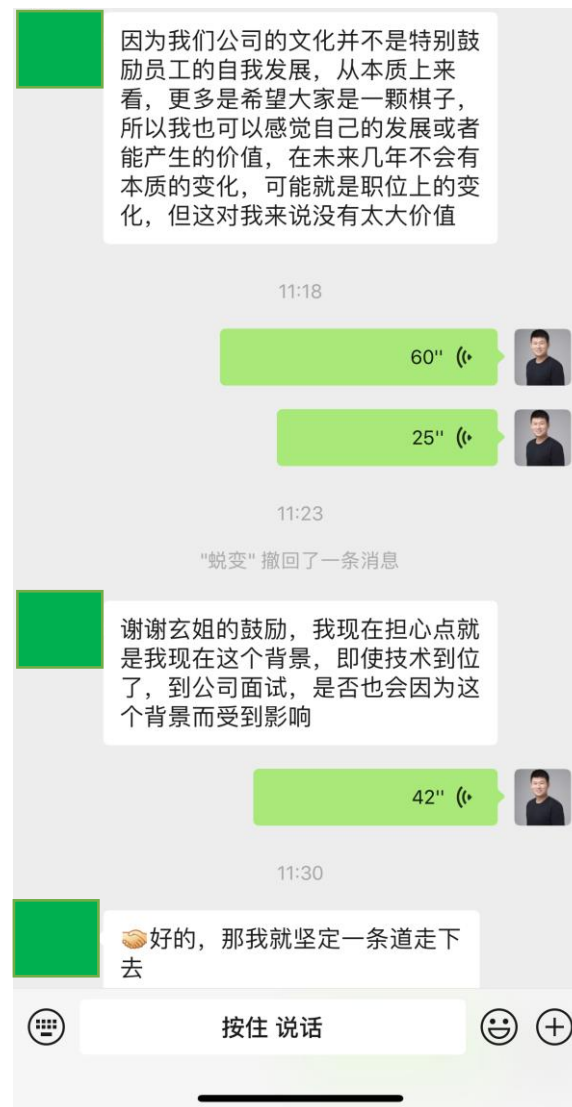 因为我们公司的文化并不是特别鼓
励员工的自我发展，从本质上来
看，更多是希望大家是一颗棋子，
所以我也可以感觉自己的发展或者
能产生的价值，在未来几年不会有
本质的变化，可能就是职位上的变
化，但这对我来说没有太大价值
11:18
60"
25"
11:23
"蜕变" 撤回了一条消息
谢谢玄姐的鼓励，我现在担心点就
是我现在这个背景，即使技术到位
了，到公司面试，是否也会因为这
个背景而受到影响
42"
11:30
🤝好的，那我就坚定一条道走下
去
按住 说话